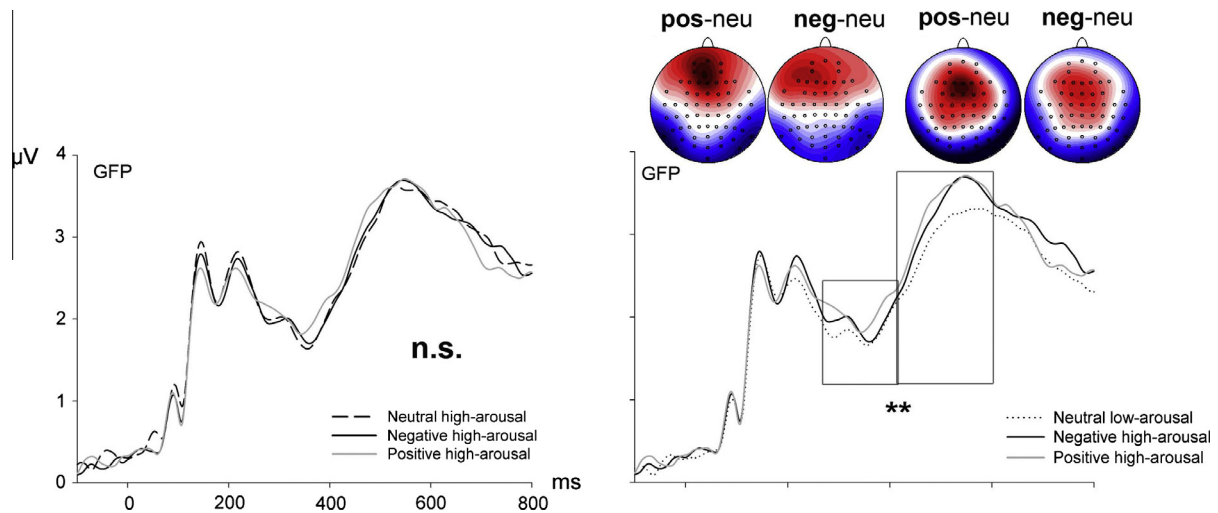 pos-neu neg-neu pos-neu neg-neu
µV
4
3
2
1
0
GFP
n.s.
Neutral high-arousal
Negative high-arousal
Positive high-arousal
0 200 400 600 800
ms
GFP
**
Neutral low-arousal
Negative high-arousal
Positive high-arousal